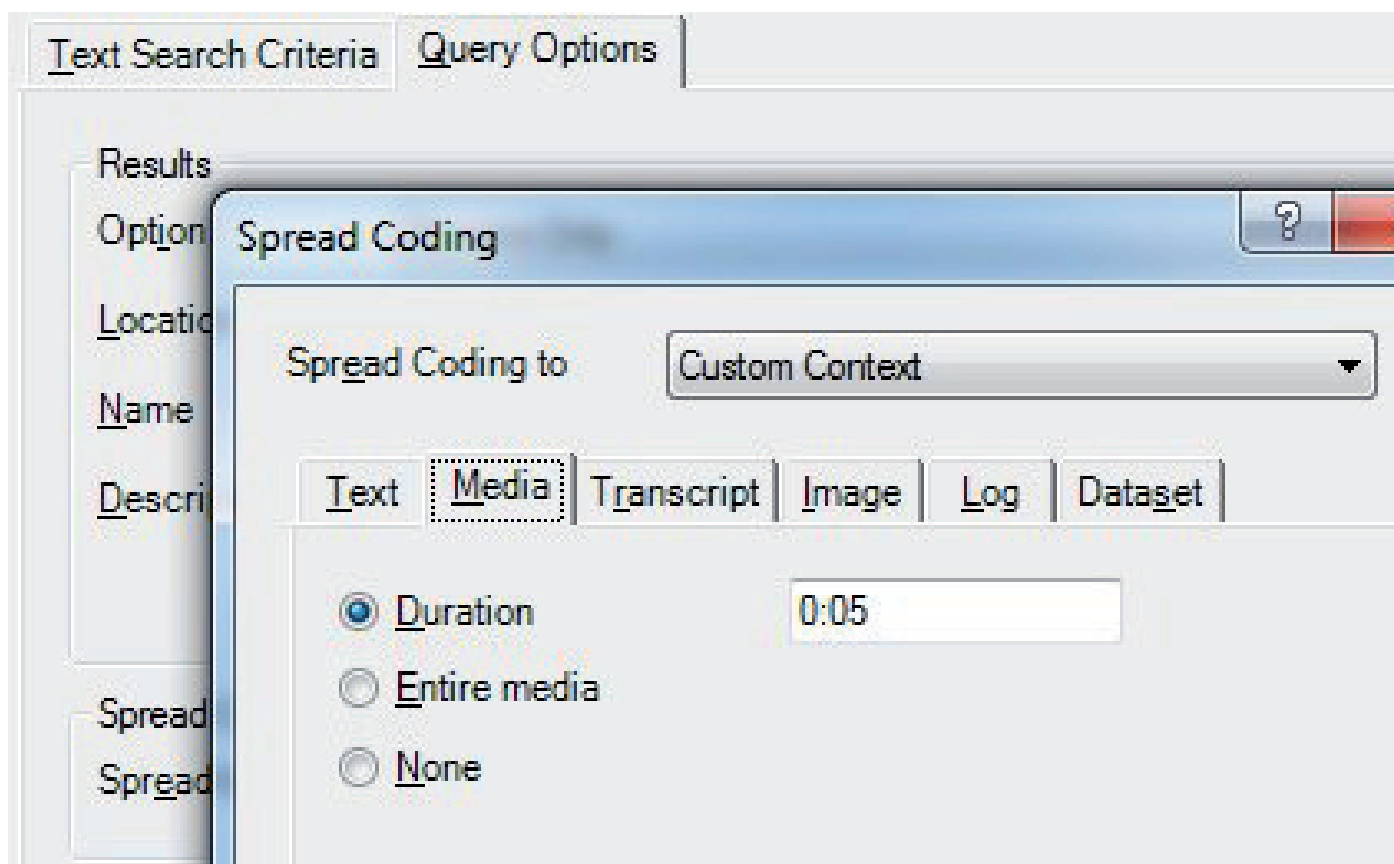 Text Search Criteria Query Options
Results
Option
Spread Coding
?
Locatio
Spread Coding to Custom Context
Name
Text Media Transcript Image Log Dataset
Descri
Duration 0:05
Entire media
Spread
None
Spread